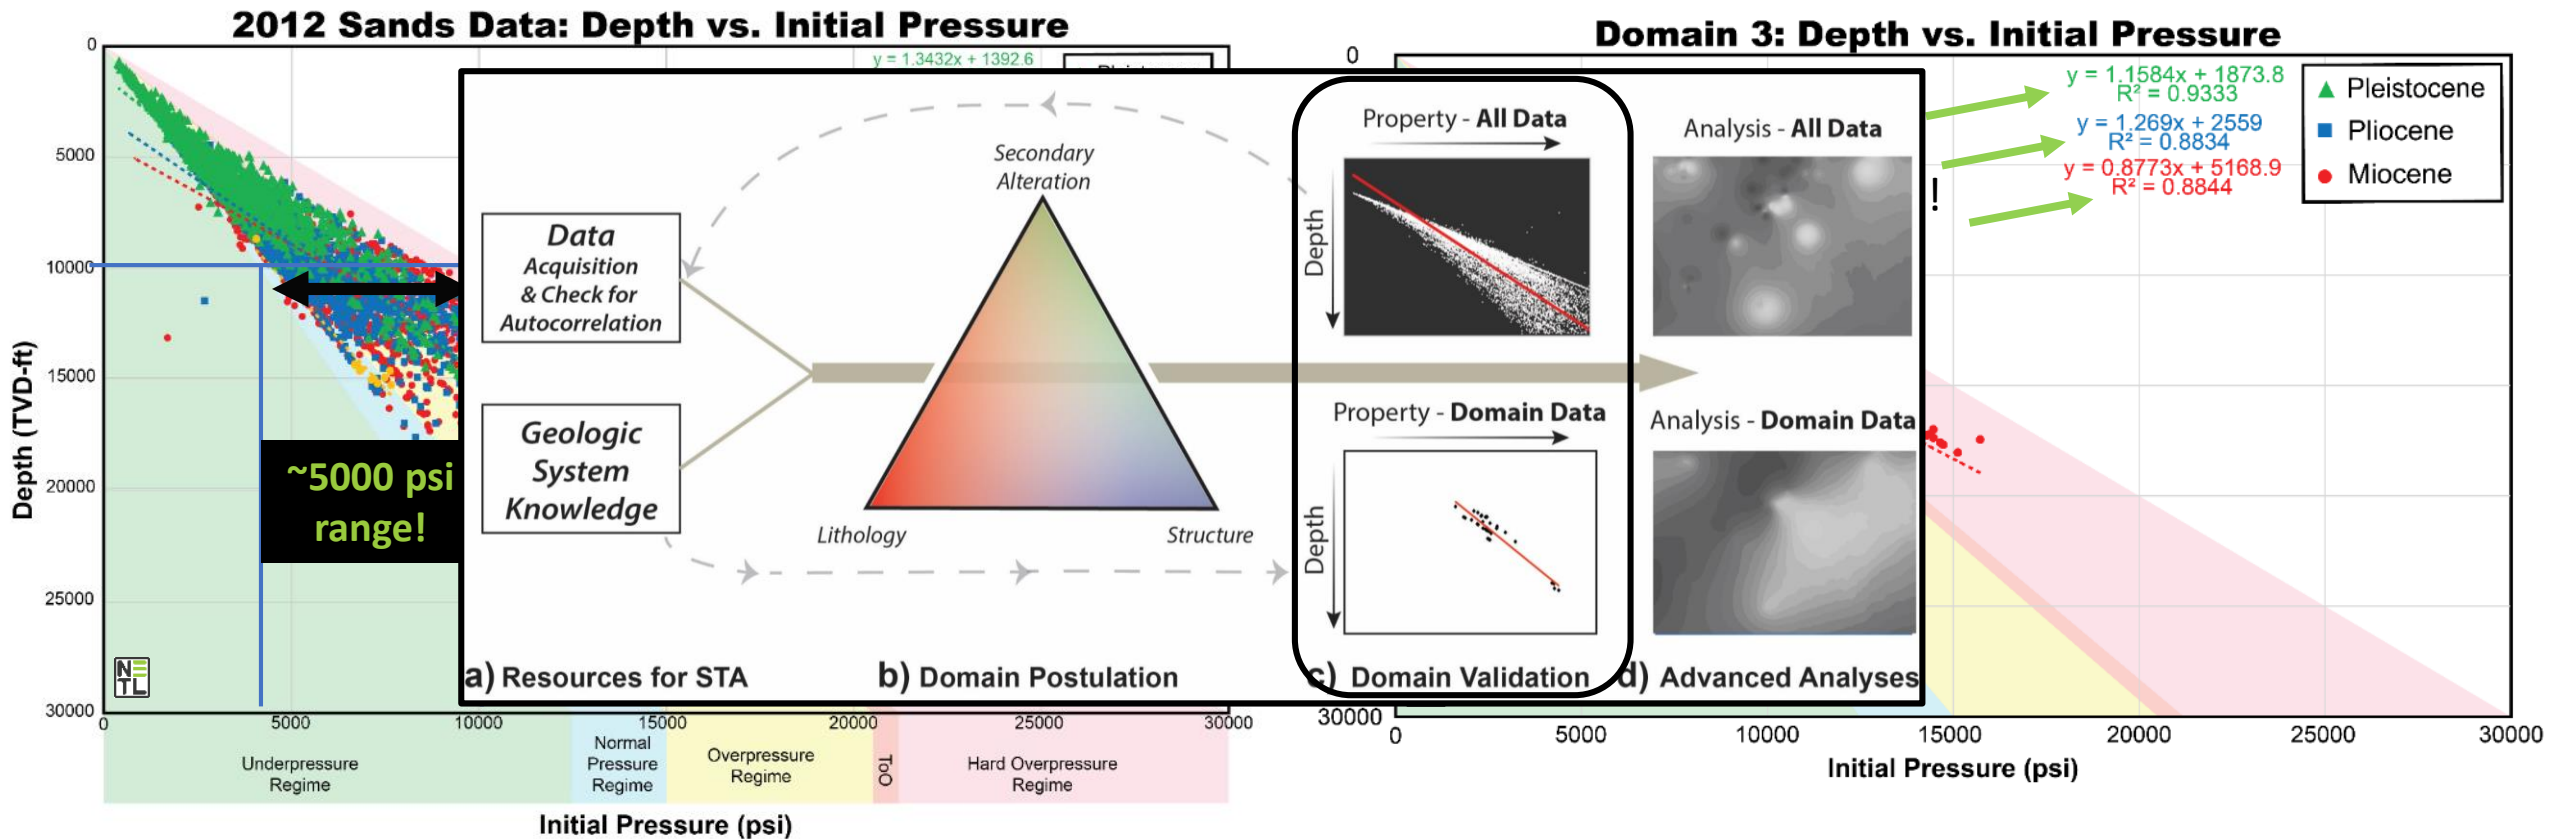 2012 Sands Data: Depth vs. Initial Pressure
y = 1.3432x + 1392.6
0
5000
10000
15000
20000
25000
30000
Depth (TVD-ft)
~5000 psi
range!
NE
TL
0
5000
10000
15000
20000
25000
30000
Underpressure
Regime
Normal
Pressure
Regime
Overpressure
Regime
ToO
Hard Overpressure
Regime
Initial Pressure (psi)
Data
Acquisition
& Check for
Autocorrelation
Geologic
System
Knowledge
a) Resources for STA
Secondary
Alteration
Lithology
Structure
b) Domain Postulation
Property - All Data
Depth
Property - Domain Data
Depth
c) Domain Validation
Analysis - All Data
Analysis - Domain Data
d) Advanced Analyses
Domain 3: Depth vs. Initial Pressure
0
y = 1.1584x + 1873.8
R² = 0.9333
y = 1.269x + 2559
R² = 0.8834
y = 0.8773x + 5168.9
R² = 0.8844
!
Pleistocene
Pliocene
Miocene
30000
0
5000
10000
15000
20000
25000
30000
Initial Pressure (psi)